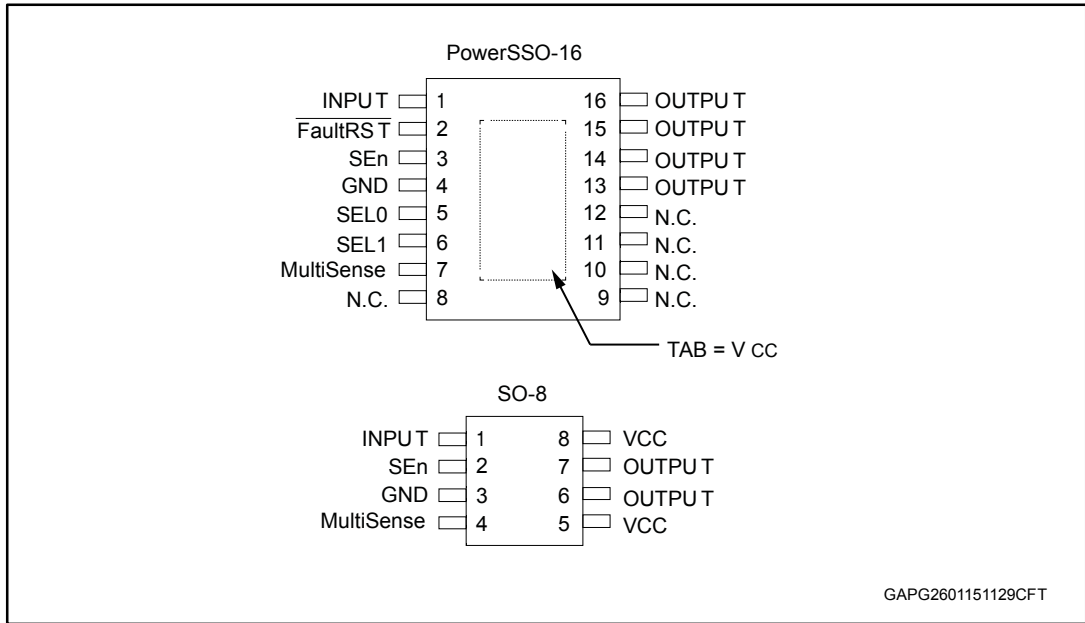 PowerSSO-16
INPUT 1 16 OUTPUT
FaultRST 2 15 OUTPUT
SEn 3 14 OUTPUT
GND 4 13 OUTPUT
SEL0 5 12 N.C.
SEL1 6 11 N.C.
MultiSense 7 10 N.C.
N.C. 8 9 N.C.
TAB = VCC
SO-8
INPUT 1 8 VCC
SEn 2 7 OUTPUT
GND 3 6 OUTPUT
MultiSense 4 5 VCC
GAPG2601151129CFT